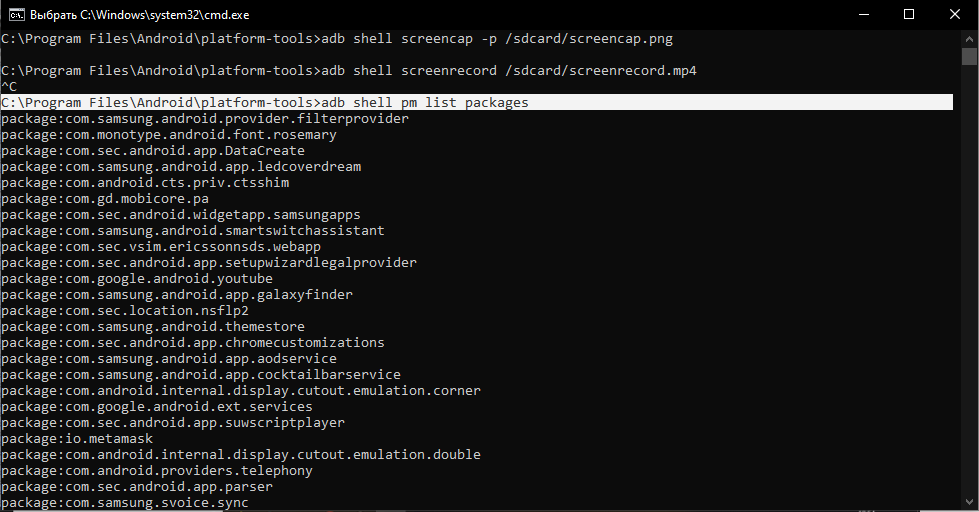 Выбрать C:\Windows\system32\cmd.exe
C:\Program Files\Android\platform-tools>adb shell screencap -p /sdcard/screencap.png
C:\Program Files\Android\platform-tools>adb shell screenrecord /sdcard/screenrecord.mp4
^C
C:\Program Files\Android\platform-tools>adb shell pm list packages
package:com.samsung.android.provider.filterprovider
package:com.monotype.android.font.rosemary
package:com.sec.android.app.DataCreate
package:com.samsung.android.app.ledcoverdream
package:com.android.cts.priv.ctsshim
package:com.gd.mobicore.pa
package:com.sec.android.widgetapp.samsungapps
package:com.samsung.android.smartswitchassistant
package:com.sec.vsim.ericssonnsds.webapp
package:com.sec.android.app.setupwizardlegalprovider
package:com.google.android.youtube
package:com.samsung.android.app.galaxyfinder
package:com.sec.location.nsflp2
package:com.samsung.android.themestore
package:com.sec.android.app.chromecustomizations
package:com.samsung.android.app.aodservice
package:com.samsung.android.app.cocktailbarservice
package:com.android.internal.display.cutout.emulation.corner
package:com.google.android.ext.services
package:com.sec.android.app.suwscriptplayer
package:io.metamask
package:com.android.internal.display.cutout.emulation.double
package:com.android.providers.telephony
package:com.sec.android.app.parser
package:com.samsung.svoice.sync